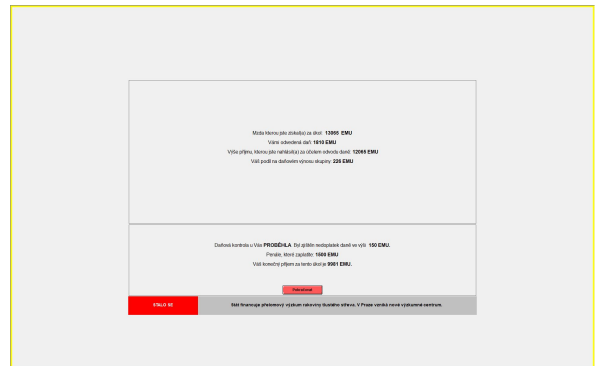 Mzda kterou jste získal(a) za úkol: 13065 EMU
Vámi odvedená daň: 1810 EMU
Výše příjmu, kterou jste nahlásil(a) za účelem odvodu daně: 12065 EMU
Váš podíl na daňovém výnosu skupiny: 226 EMU
Daňová kontrola u Vás PROBĚHLA. Byl zjištěn nedoplatek daně ve výši 150 EMU.
Penále, které zaplatíte: 1500 EMU
Váš konečný příjem za tento úkol je 9981 EMU.
Pokračovat
STALO SE
Stát financuje přelomový výzkum rakoviny tlustého střeva. V Praze vzniká nové výzkumné centrum.